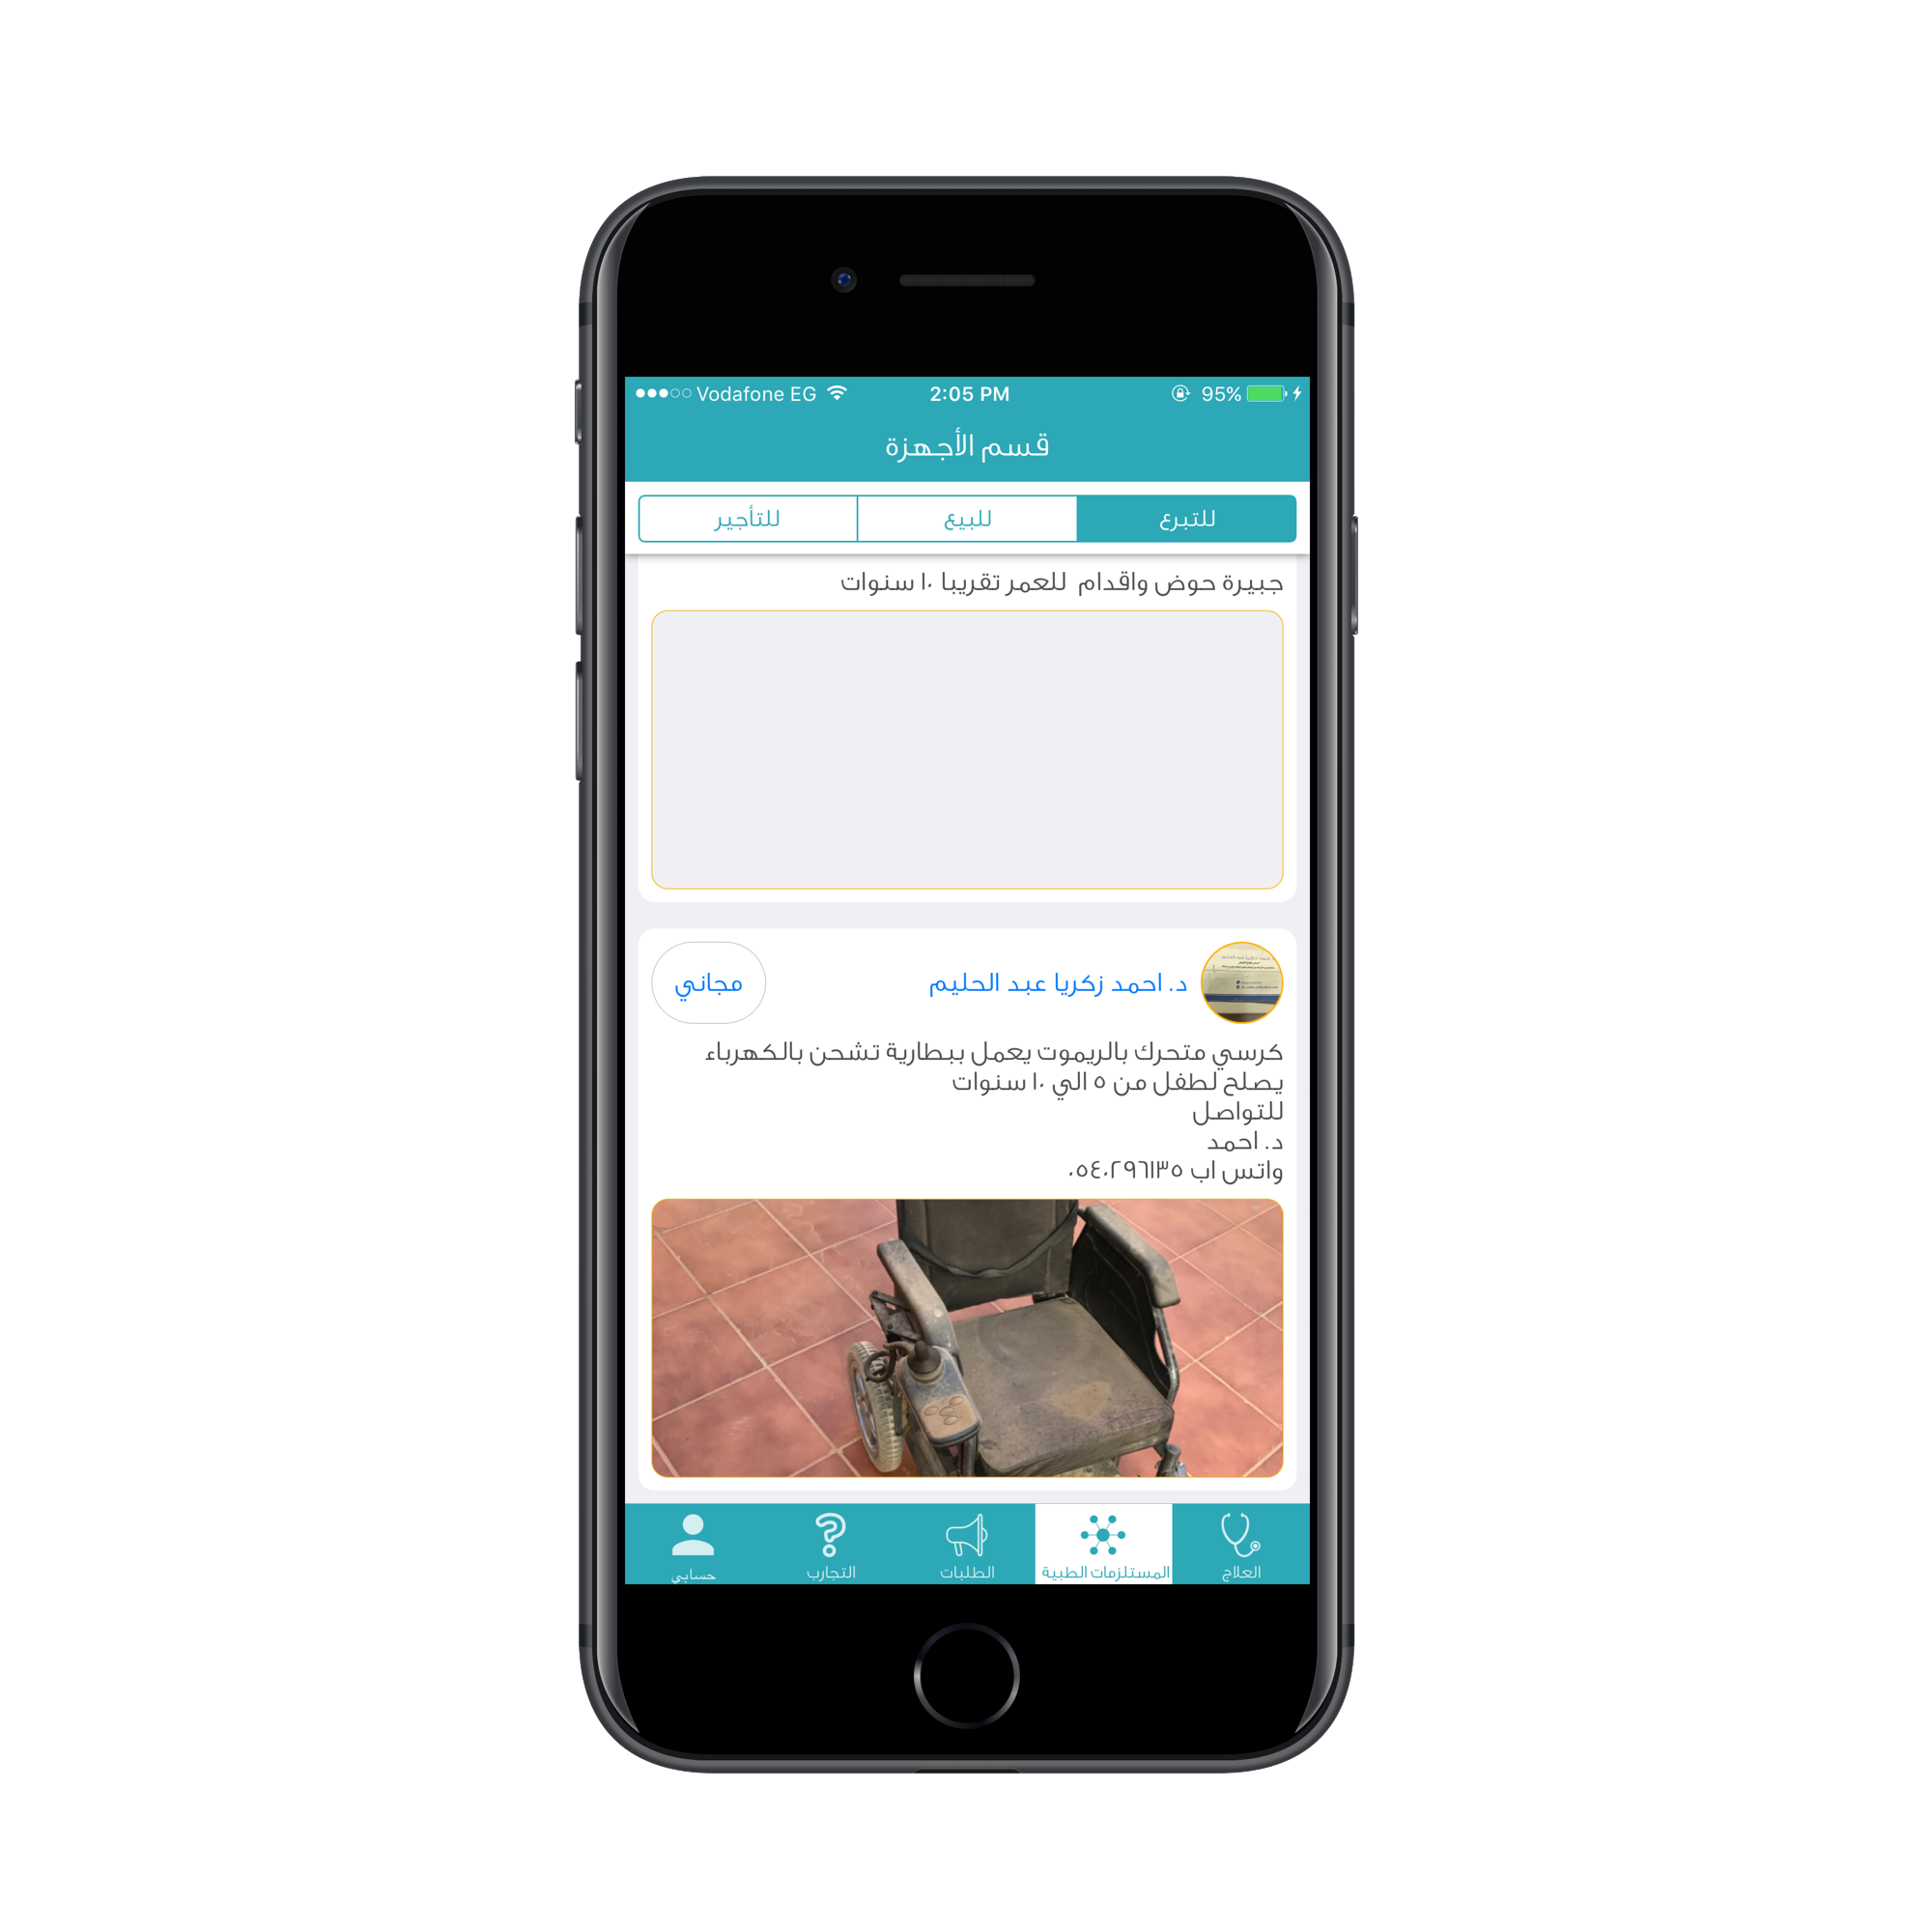 Vodafone EG 2:05 PM 95%
قسم الأجهزة
للتبرع للبيع للتأجير
جبيرة حوض واقدام للعمر تقريبا ١٠ سنوات
د. احمد زكريا عبد الحليم مجاني
كرسي متحرك بالريموت يعمل ببطارية تشحن بالكهرباء
يصلح لطفل من ٥ الي ١٠ سنوات
للتواصل
د. احمد
واتس اب ٠٥٤٠٢٩٦١٣٥
العلاج المستلزمات الطبية الطلبات التجارب حسابي